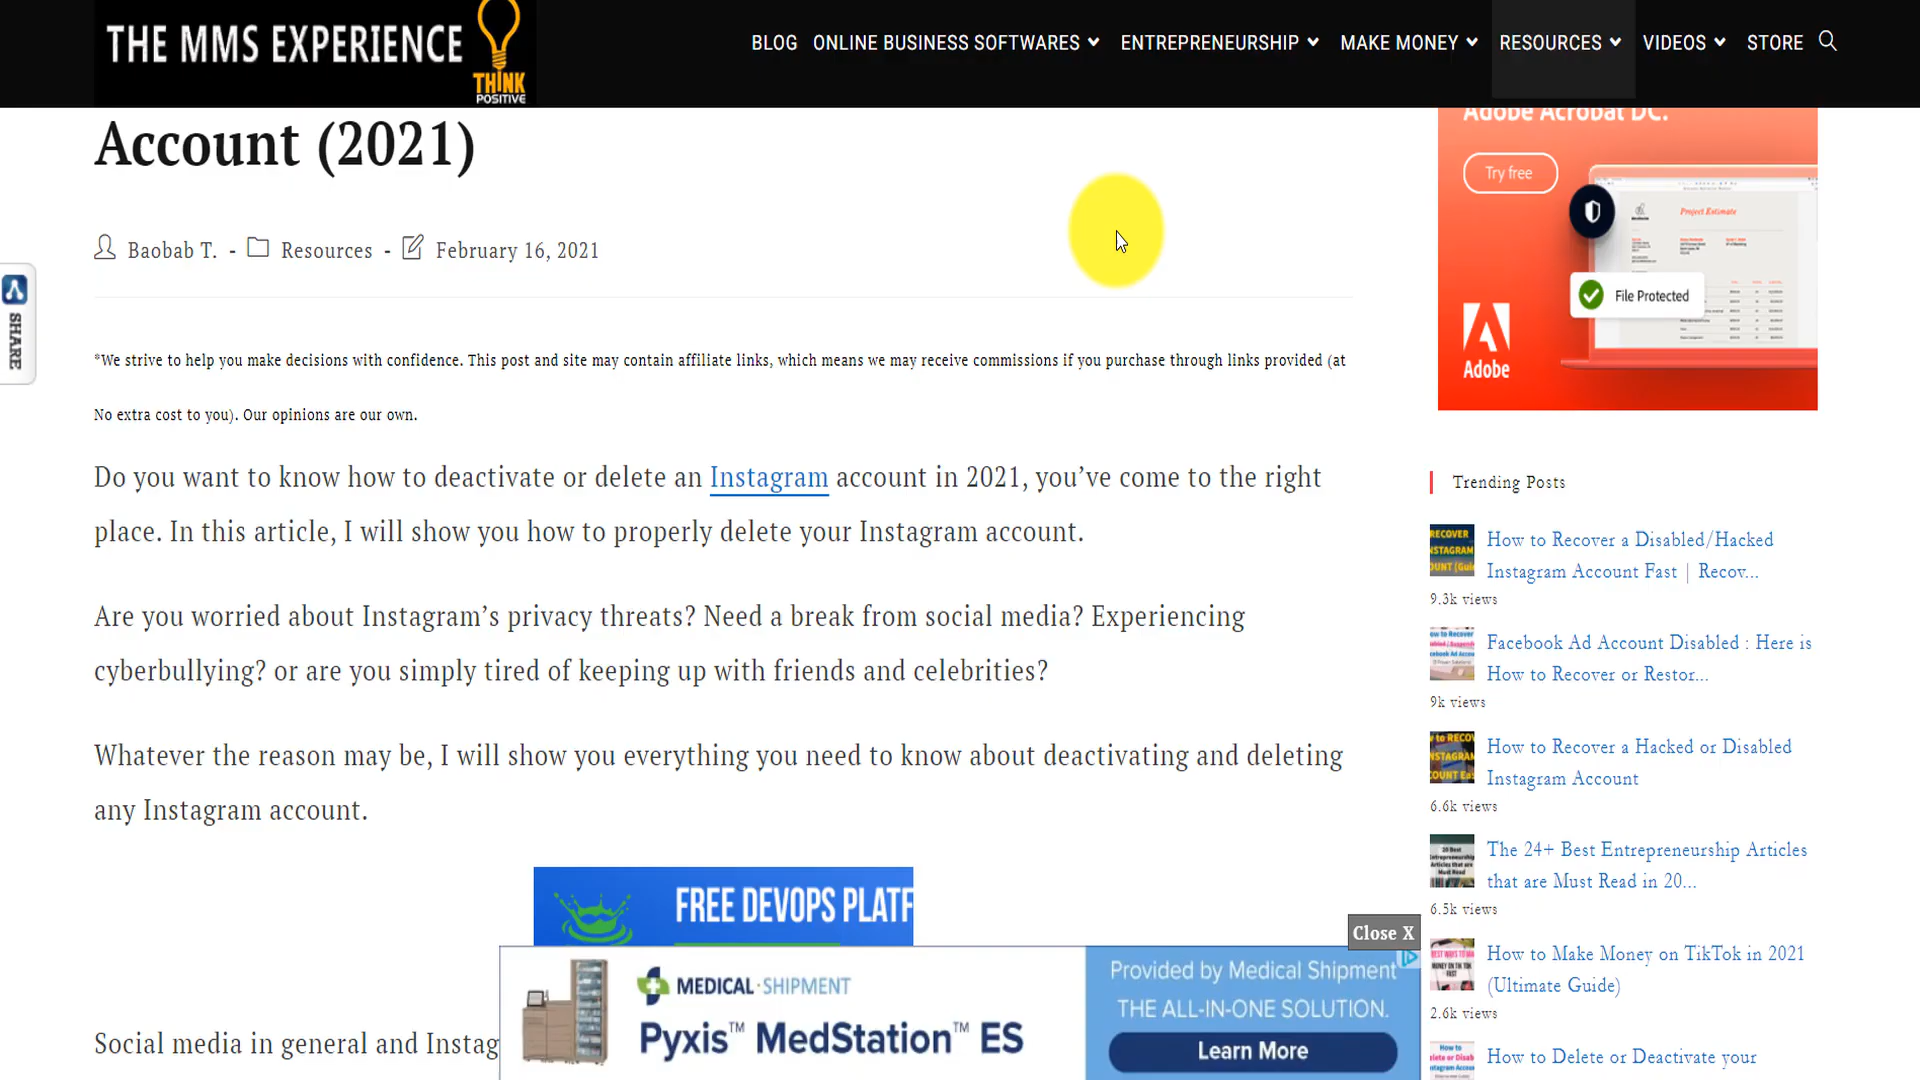 THE MMS EXPERIENCE
THINK
POSITIVE
BLOG
ONLINE BUSINESS SOFTWARES
ENTREPRENEURSHIP
MAKE MONEY
RESOURCES
VIDEOS
STORE
Account (2021)
Baobab T. - Resources - February 16, 2021
SHARE
*We strive to help you make decisions with confidence. This post and site may contain affiliate links, which means we may receive commissions if you purchase through links provided (at
No extra cost to you). Our opinions are our own.
Do you want to know how to deactivate or delete an Instagram account in 2021, you’ve come to the right
place. In this article, I will show you how to properly delete your Instagram account.
Are you worried about Instagram’s privacy threats? Need a break from social media? Experiencing
cyberbullying? or are you simply tired of keeping up with friends and celebrities?
Whatever the reason may be, I will show you everything you need to know about deactivating and deleting
any Instagram account.
FREE DEVOPS PLATF
Social media in general and Instag
Close X
MEDICAL·SHIPMENT
Pyxis™ MedStation™ ES
Provided by Medical Shipment
THE ALL-IN-ONE SOLUTION.
Learn More
Adobe Acrobat DC.
Try free
Project Estimate
File Protected
Adobe
Trending Posts
How to Recover a Disabled/Hacked
Instagram Account Fast | Recov...
9.3k views
Facebook Ad Account Disabled : Here is
How to Recover or Restor...
9k views
How to Recover a Hacked or Disabled
Instagram Account
6.6k views
The 24+ Best Entrepreneurship Articles
that are Must Read in 20...
6.5k views
How to Make Money on TikTok in 2021
(Ultimate Guide)
2.6k views
How to Delete or Deactivate your